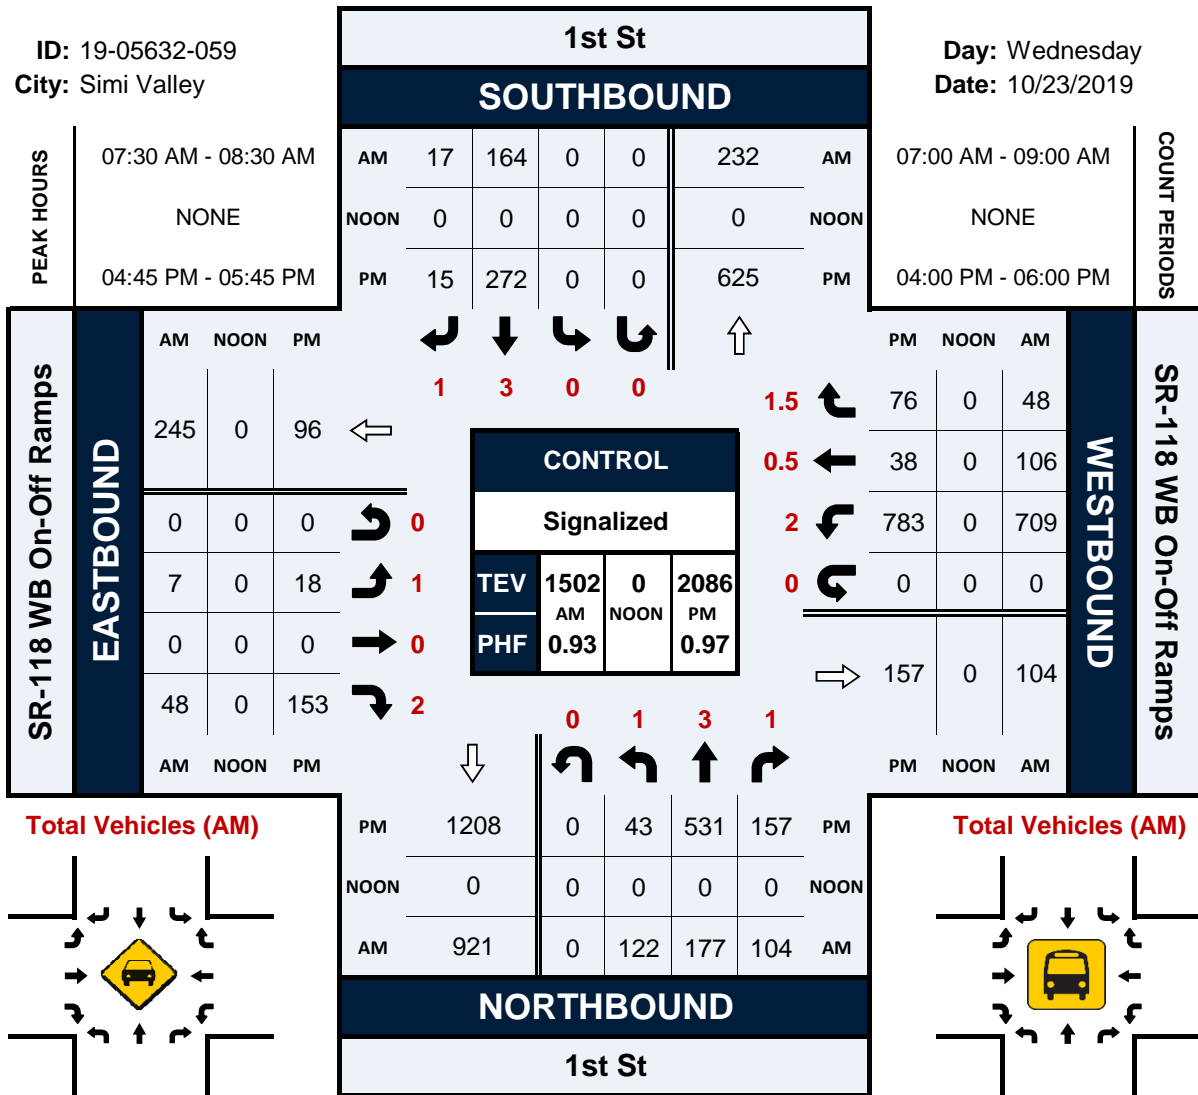 1st St
ID: 19-05632-059
City: Simi Valley
Day: Wednesday
Date: 10/23/2019
SOUTHBOUND
PEAK HOURS
07:30 AM - 08:30 AM
NONE
04:45 PM - 05:45 PM
AM 17 164 0 0 232 AM
NOON 0 0 0 0 0 NOON
PM 15 272 0 0 625 PM
07:00 AM - 09:00 AM
NONE
04:00 PM - 06:00 PM
COUNT PERIODS
1 3 0 0
SR-118 WB On-Off Ramps
EASTBOUND
AM NOON PM
245 0 96
0 0 0 0
7 0 18 1
0 0 0 0
48 0 153 2
AM NOON PM
CONTROL
Signalized
TEV 1502 0 2086
AM NOON PM
PHF 0.93 0.97
PM NOON AM
1.5 76 0 48
0.5 38 0 106
2 783 0 709
0 0 0 0
157 0 104
PM NOON AM
WESTBOUND
SR-118 WB On-Off Ramps
0 1 3 1
PM 1208 0 43 531 157 PM
NOON 0 0 0 0 0 NOON
AM 921 0 122 177 104 AM
NORTHBOUND
1st St
Total Vehicles (AM)
Total Vehicles (AM)